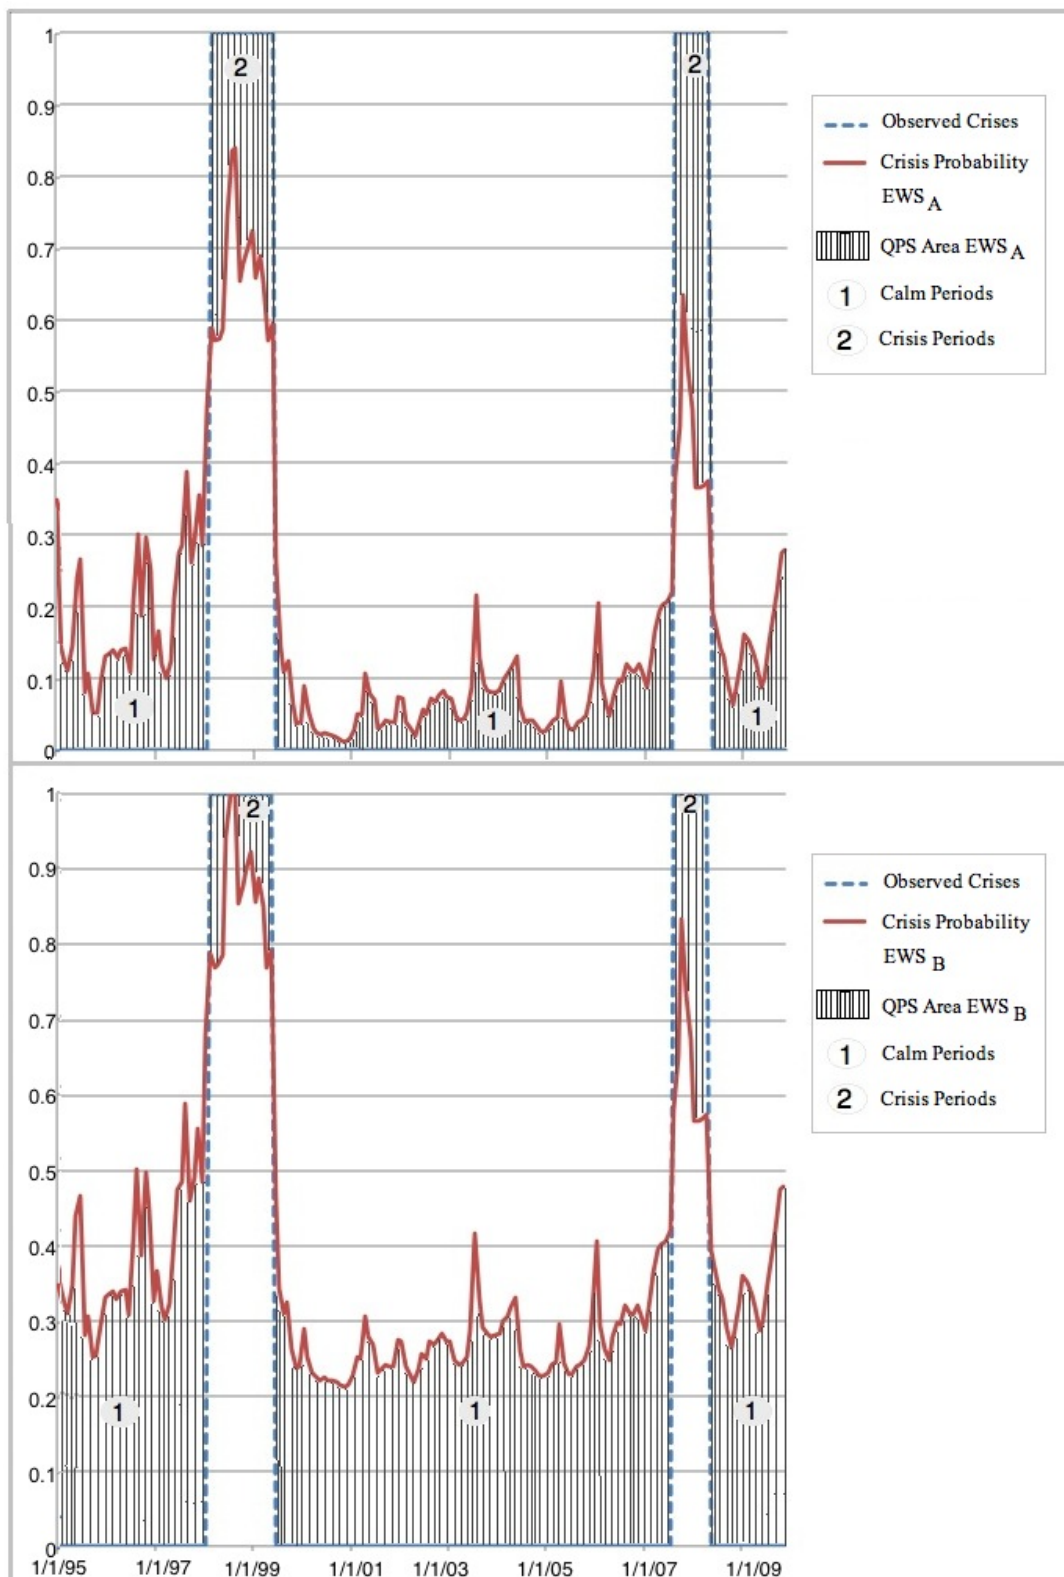 1
0.9
0.8
0.7
0.6
0.5
0.4
0.3
0.2
0.1
0
2
2
1
1
1
Observed Crises
Crisis Probability
EWS A
QPS Area EWS A
1 Calm Periods
2 Crisis Periods
1
0.9
0.8
0.7
0.6
0.5
0.4
0.3
0.2
0.1
0
2
2
1
1
1
1/1/95 1/1/97 1/1/99 1/1/01 1/1/03 1/1/05 1/1/07 1/1/09
Observed Crises
Crisis Probability
EWS B
QPS Area EWS B
1 Calm Periods
2 Crisis Periods